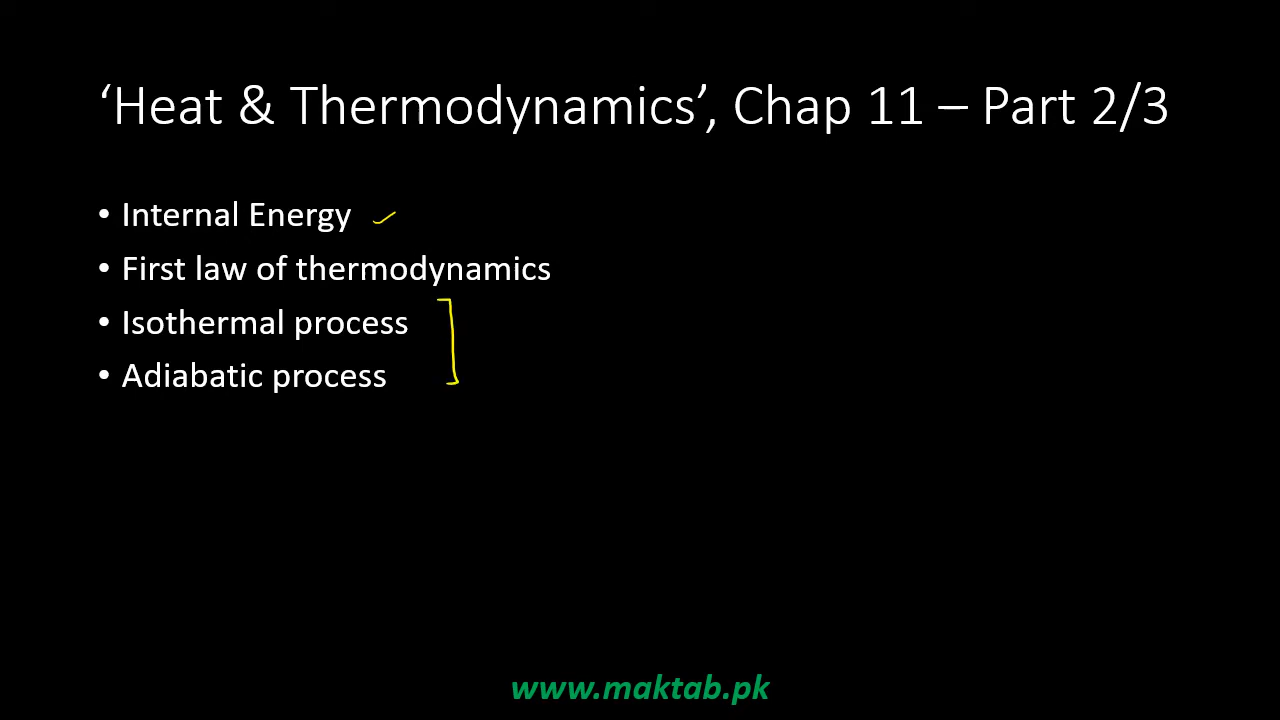 ‘Heat & Thermodynamics’, Chap 11 – Part 2/3
• Internal Energy
• First law of thermodynamics
• Isothermal process
• Adiabatic process
www.maktab.pk